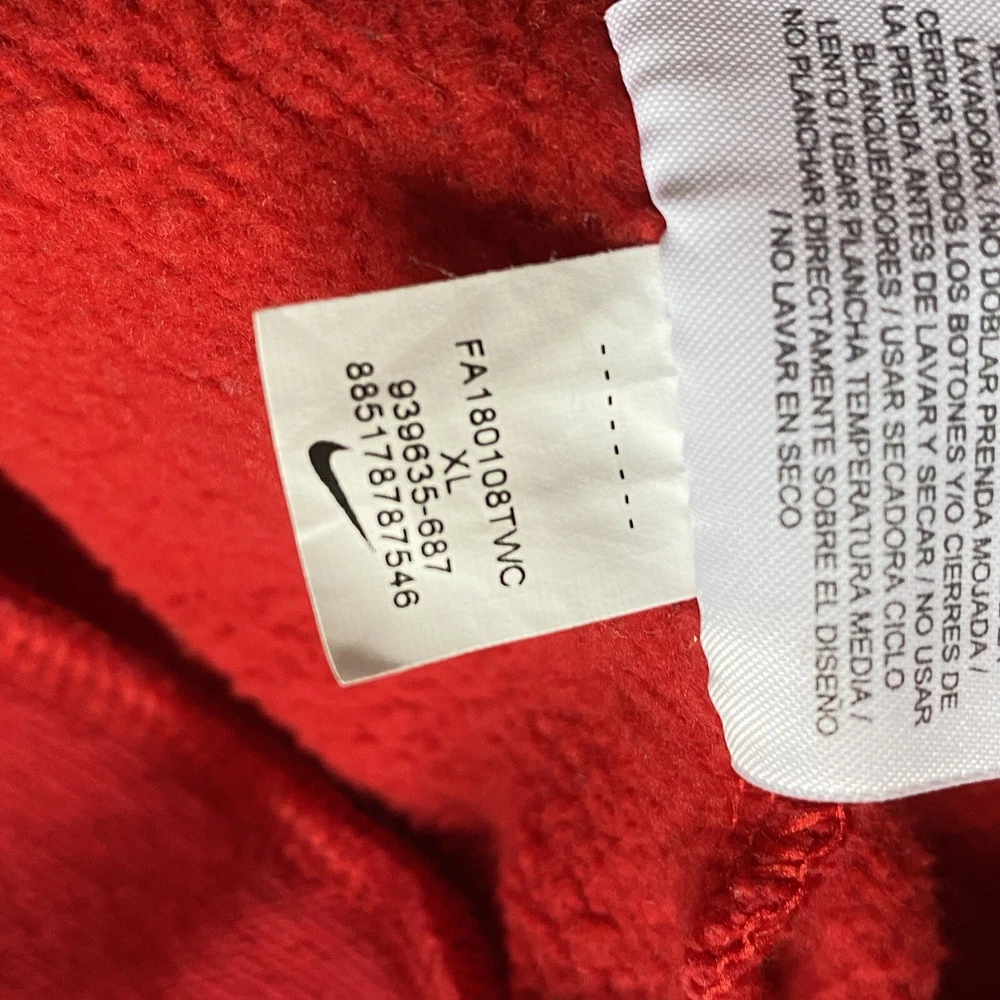 FA180108TWC
XL
939635-687
885178787546
LAVADORA / NO DOBLAR PRENDA MOJADA /
CERRAR TODOS LOS BOTONES Y/O CIERRES DE
LA PRENDA ANTES DE LAVAR Y SECAR / NO USAR
BLANQUEADORES / USAR SECADORA CICLO
LENTO / USAR PLANCHA TEMPERATURA MEDIA /
NO PLANCHAR DIRECTAMENTE SOBRE EL DISEÑO
/ NO LAVAR EN SECO